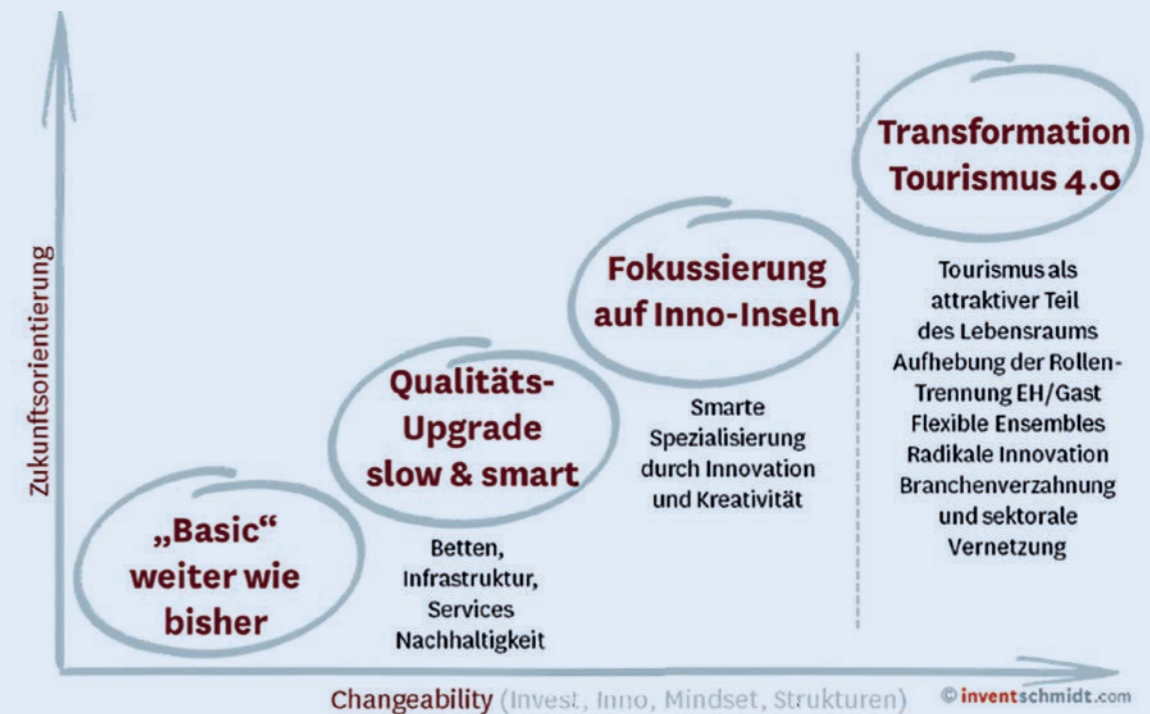 Transformation
Tourismus 4.0
Tourismus als
attraktiver Teil
des Lebensraums
Aufhebung der Rollen-
Trennung EH/Gast
Flexible Ensembles
Radikale Innovation
Branchenverzahnung
und sektorale
Vernetzung
Fokussierung
auf Inno-Inseln
Smarte
Spezialisierung
durch Innovation
und Kreativität
Qualitäts-
Upgrade
slow & smart
Betten,
Infrastruktur,
Services
Nachhaltigkeit
„Basic“
weiter wie
bisher
Zukunftsorientierung
Changeability (Invest, Inno, Mindset, Strukturen)
© inventschmidt.com